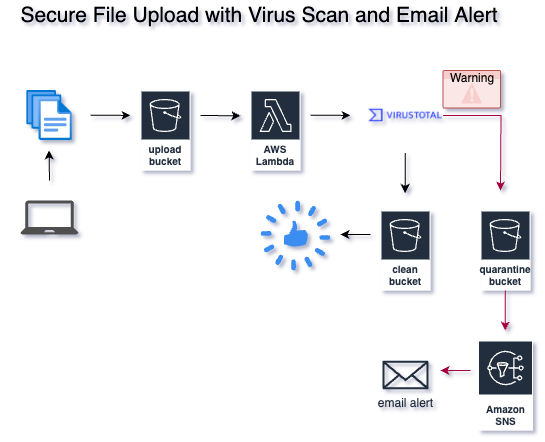 Secure File Upload with Virus Scan and Email Alert
Warning
VIRUSTOTAL
upload
bucket
AWS
Lambda
clean
bucket
quarantine
bucket
email alert
Amazon
SNS